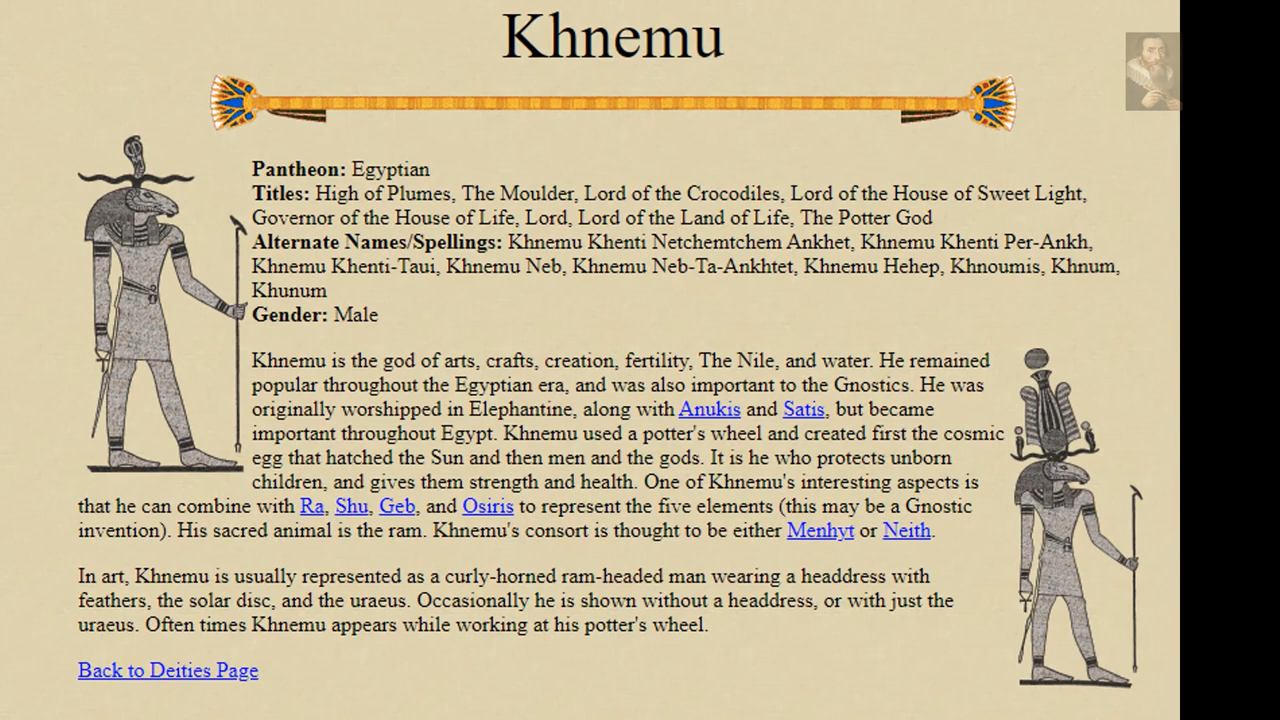 Khnemu
Pantheon: Egyptian
Titles: High of Plumes, The Moulder, Lord of the Crocodiles, Lord of the House of Sweet Light,
Governor of the House of Life, Lord, Lord of the Land of Life, The Potter God
Alternate Names/Spellings: Khnemu Khenti Netchemtchem Ankhet, Khnemu Khenti Per-Ankh,
Khnemu Khenti-Taui, Khnemu Neb, Khnemu Neb-Ta-Ankhtet, Khnemu Hehep, Khnoumis, Khnum,
Khunum
Gender: Male
Khnemu is the god of arts, crafts, creation, fertility, The Nile, and water. He remained
popular throughout the Egyptian era, and was also important to the Gnostics. He was
originally worshipped in Elephantine, along with Anukis and Satis, but became
important throughout Egypt. Khnemu used a potter's wheel and created first the cosmic
egg that hatched the Sun and then men and the gods. It is he who protects unborn
children, and gives them strength and health. One of Khnemu's interesting aspects is
that he can combine with Ra, Shu, Geb, and Osiris to represent the five elements (this may be a Gnostic
invention). His sacred animal is the ram. Khnemu's consort is thought to be either Menhyt or Neith.
In art, Khnemu is usually represented as a curly-horned ram-headed man wearing a headdress with
feathers, the solar disc, and the uraeus. Occasionally he is shown without a headdress, or with just the
uraeus. Often times Khnemu appears while working at his potter's wheel.
Back to Deities Page